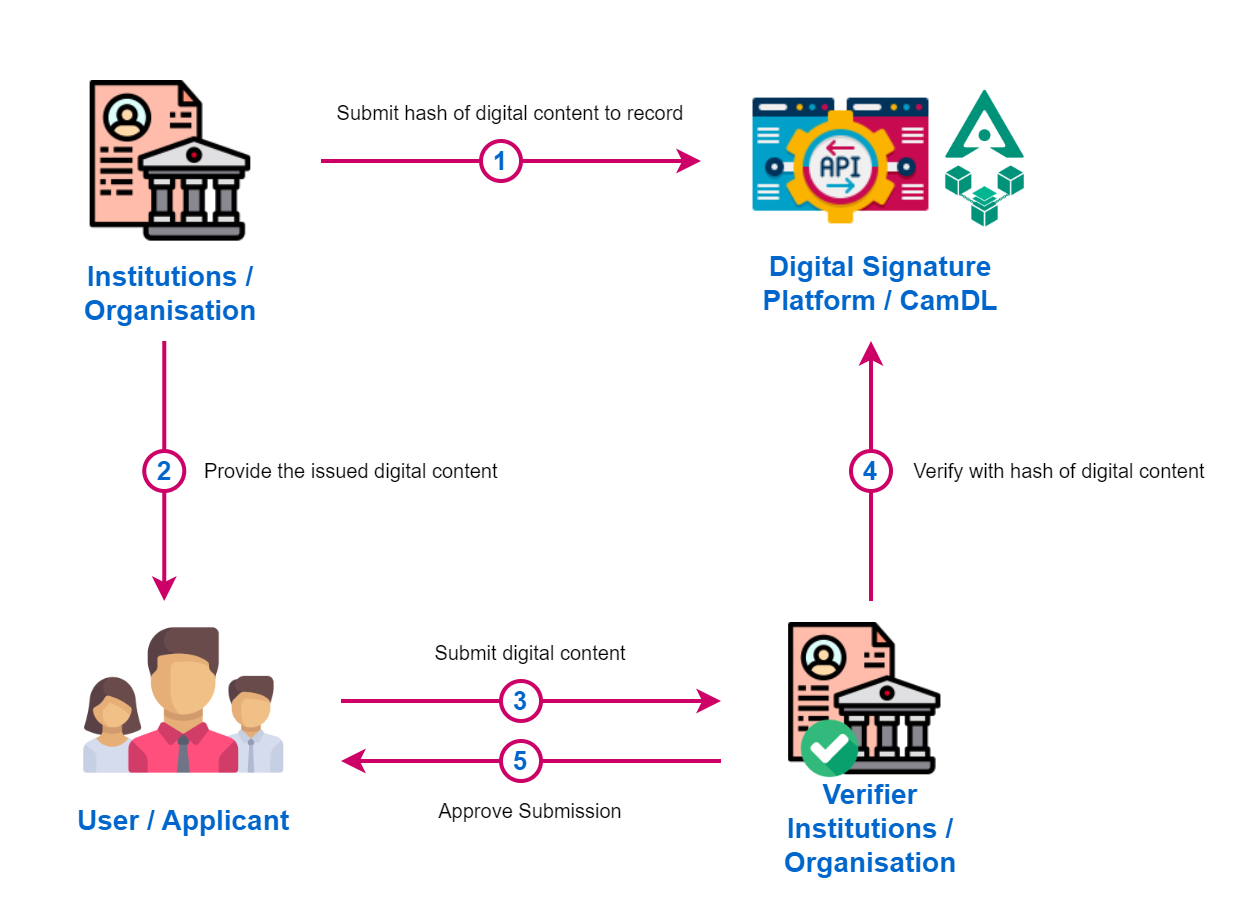 Submit hash of digital content to record
1
API
Institutions /
Organisation
Digital Signature
Platform / CamDL
2
Provide the issued digital content
4
Verify with hash of digital content
Submit digital content
3
5
Approve Submission
User / Applicant
Verifier
Institutions /
Organisation